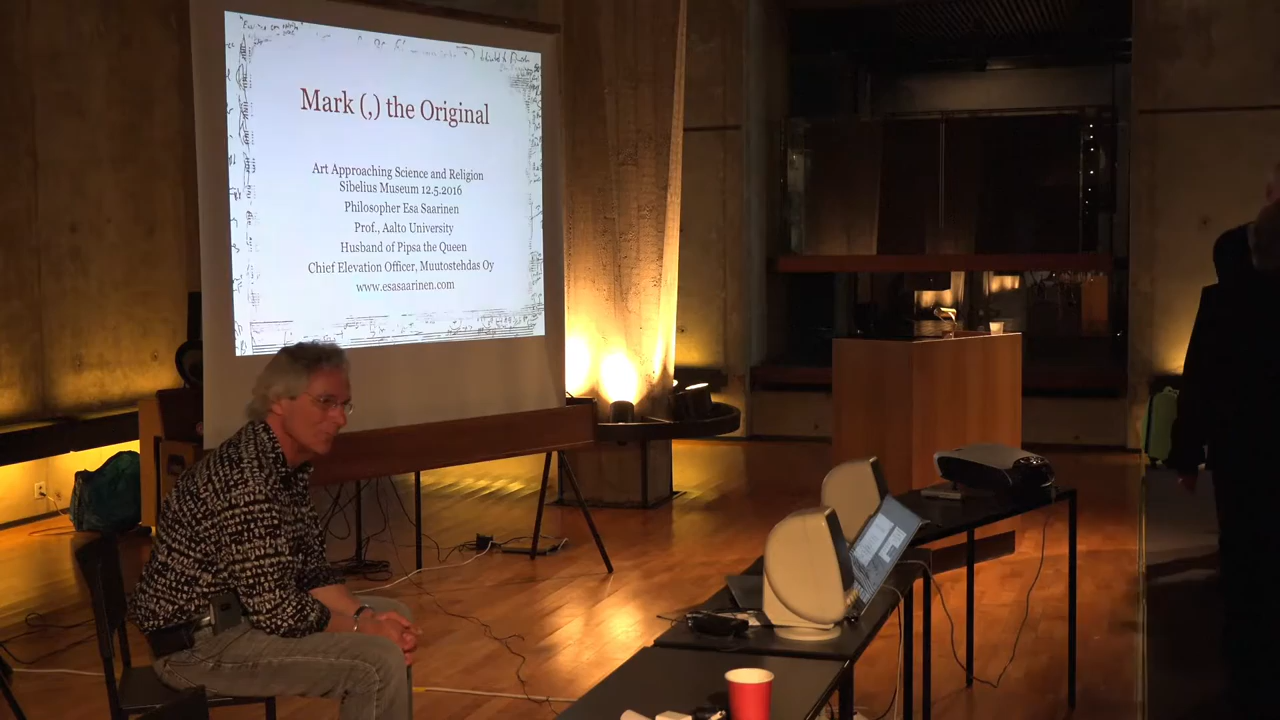 Mark (,) the Original
Art Approaching Science and Religion
Sibelius Museum 12.5.2016
Philosopher Esa Saarinen
Prof., Aalto University
Husband of Pipsa the Queen
Chief Elevation Officer, Muutostehdas Oy
www.esasaarinen.com